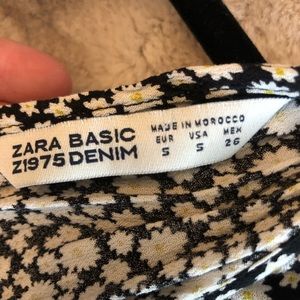 ZARA BASIC
Z1975 DENIM
MADE IN MOROCCO
EUR USA MEX
S S 26